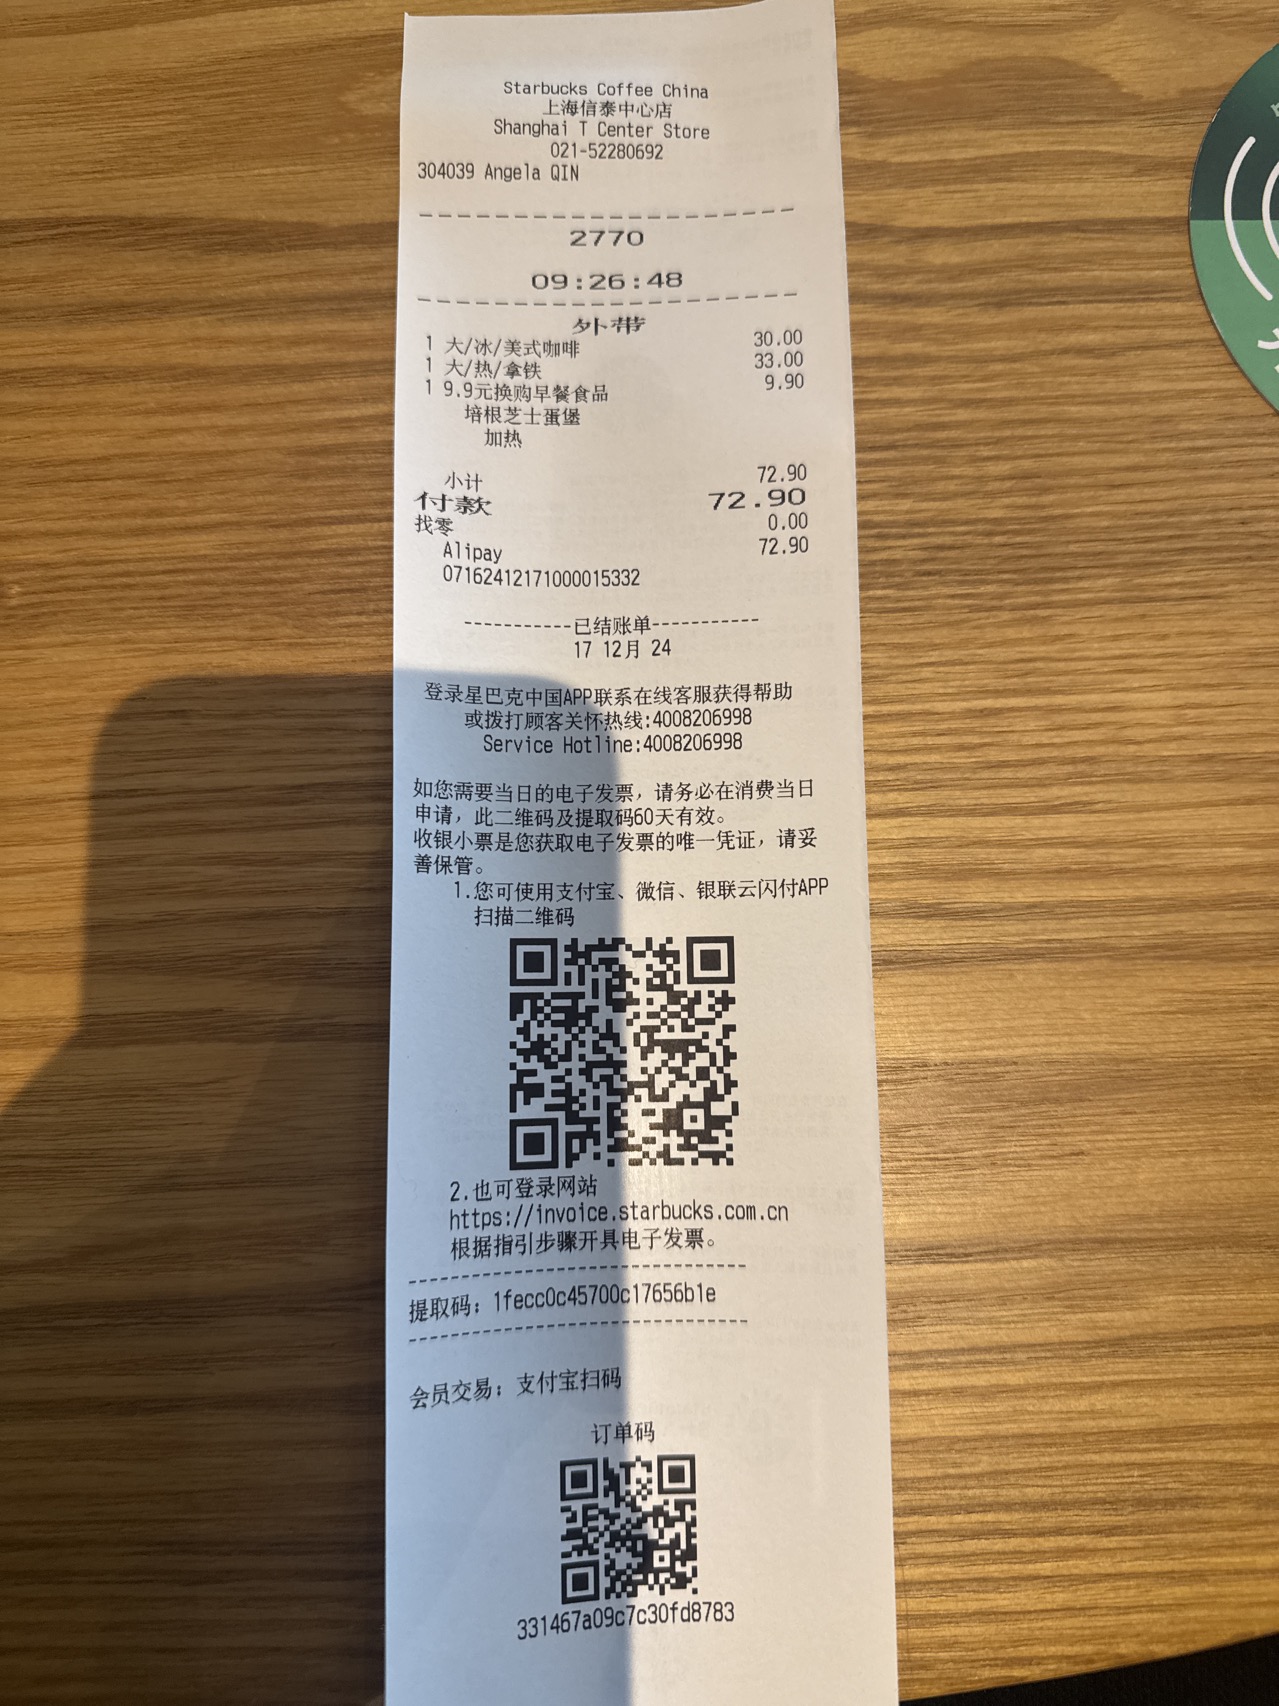 Starbucks Coffee China
上海信泰中心店
Shanghai T Center Store
021-52280692
304039 Angela QIN
2770
09:26:48
外带
1 大/冰/美式咖啡 30.00
1 大/热/拿铁 33.00
1 9.9元换购早餐食品 9.90
培根芝士蛋堡
加热
小计 72.90
付款 72.90
找零 0.00
Alipay 72.90
07162412171000015332
-----------已结账单-----------
17 12月 24
登录星巴克中国APP联系在线客服获得帮助
或拨打顾客关怀热线:4008206998
Service Hotline:4008206998
如您需要当日的电子发票，请务必在消费当日
申请，此二维码及提取码60天有效。
收银小票是您获取电子发票的唯一凭证，请妥
善保管。
1.您可使用支付宝、微信、银联云闪付APP
扫描二维码
2.也可登录网站
https://invoice.starbucks.com.cn
根据指引步骤开具电子发票。
提取码：1fecc0c45700c17656b1e
会员交易：支付宝扫码
订单码
331467a09c7c30fd8783